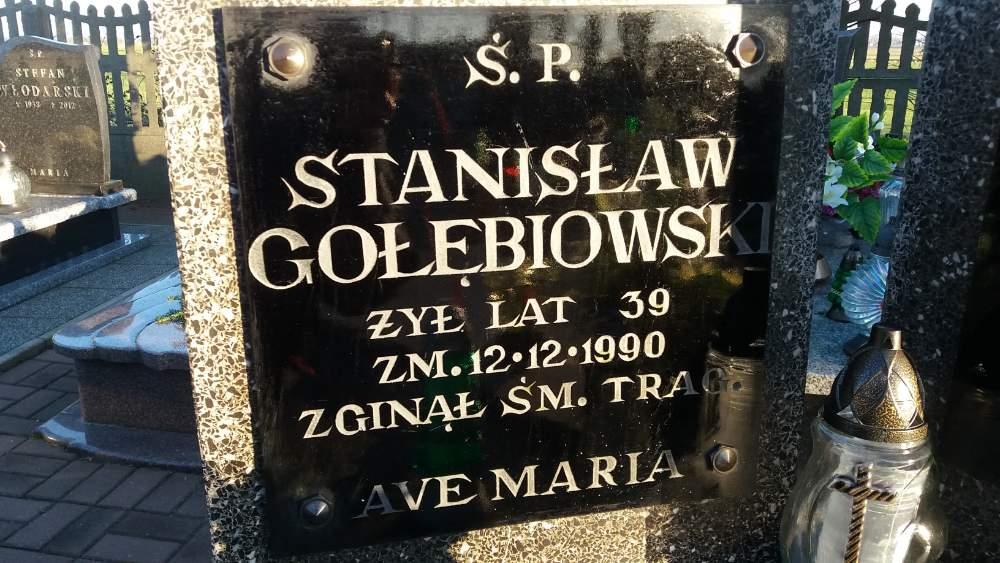 Ś. P.
STANISŁAW
GOŁĘBIOWSKI
ŻYŁ LAT 39
ZM. 12·12·1990
ZGINĄŁ ŚM. TRAG.
AVE MARIA
Ś.P.
STEFAN
WŁODARSKI
MARIA